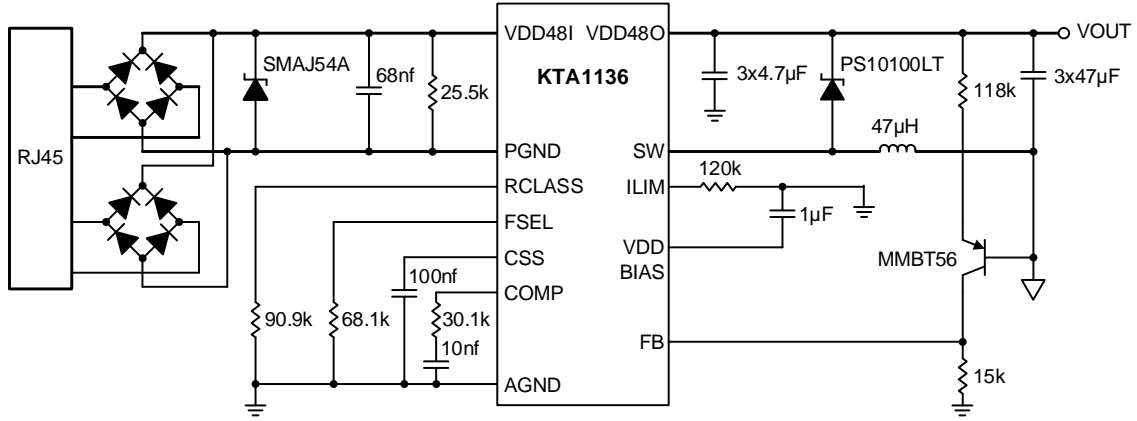 VDD48I VDD48O
VOUT
KTA1136
SMAJ54A
68nf
25.5k
3x4.7µF
PS10100LT
118k
3x47µF
47µH
RJ45
PGND
SW
120k
RCLASS
ILIM
FSEL
1µF
VDD
CSS
BIAS
MMBT56
100nf
COMP
90.9k
68.1k
30.1k
10nf
FB
15k
AGND